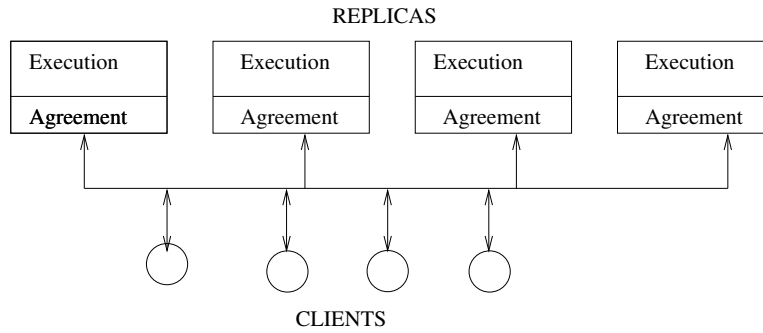 REPLICAS
Execution
Execution
Execution
Execution
Agreement
Agreement
Agreement
Agreement
CLIENTS